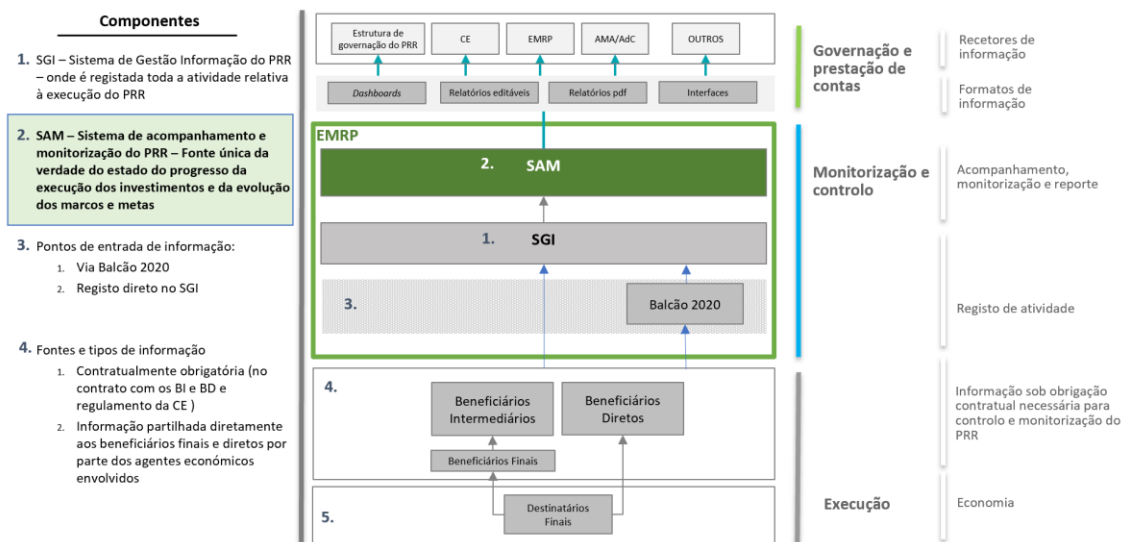 Componentes
1. SGI – Sistema de Gestão Informação do PRR
– onde é registada toda a atividade relativa
à execução do PRR
2. SAM – Sistema de acompanhamento e
monitorização do PRR – Fonte única da
verdade do estado do progresso da
execução dos investimentos e da evolução
dos marcos e metas
3. Pontos de entrada de informação:
1. Via Balcão 2020
2. Registo direto no SGI
4. Fontes e tipos de informação
1. Contratualmente obrigatória (no
contrato com os BI e BD e
regulamento da CE )
2. Informação partilhada diretamente
aos beneficiários finais e diretos por
parte dos agentes económicos
envolvidos
Estrutura de
governação do PRR
CE
EMRP
AMA/AdC
OUTROS
Dashboards
Relatórios editáveis
Relatórios pdf
Interfaces
EMRP
2. SAM
1. SGI
3.
Balcão 2020
4.
Beneficiários
Intermediários
Beneficiários
Diretos
Beneficiários Finais
5.
Destinatários
Finais
Governação e
prestação de
contas
Recetores de
informação
Formatos de
informação
Monitorização e
controlo
Acompanhamento,
monitorização e reporte
Registo de atividade
Informação sob obrigação
contratual necessária para
controlo e monitorização do
PRR
Execução
Economia